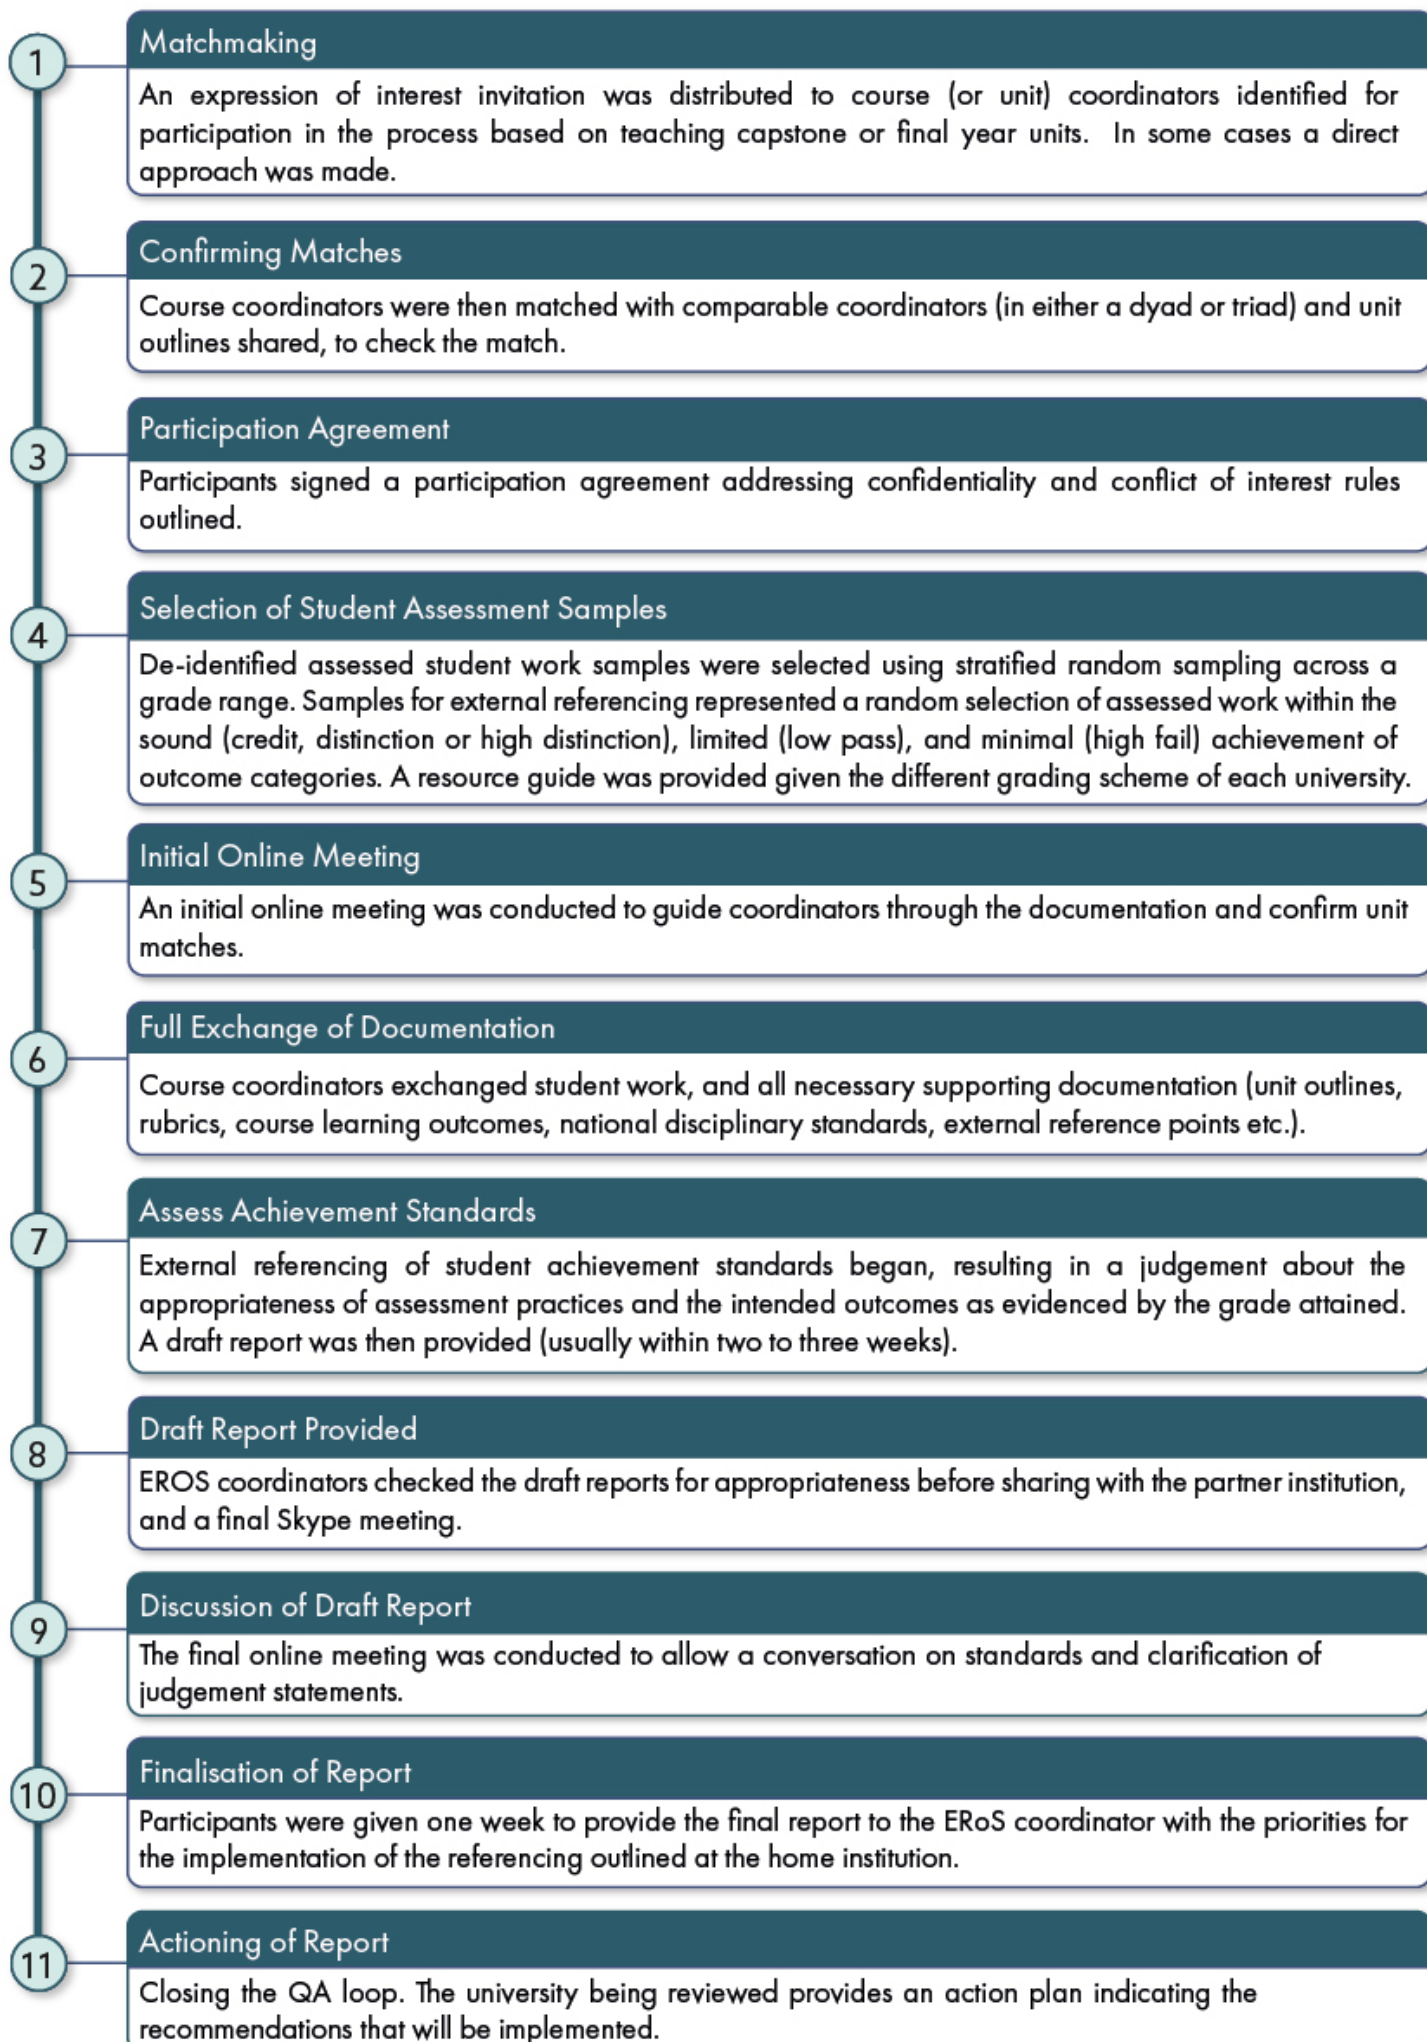 1
Matchmaking
An expression of interest invitation was distributed to course (or unit) coordinators identified for
participation in the process based on teaching capstone or final year units. In some cases a direct
approach was made.
2
Confirming Matches
Course coordinators were then matched with comparable coordinators (in either a dyad or triad) and unit
outlines shared, to check the match.
3
Participation Agreement
Participants signed a participation agreement addressing confidentiality and conflict of interest rules
outlined.
4
Selection of Student Assessment Samples
De-identified assessed student work samples were selected using stratified random sampling across a
grade range. Samples for external referencing represented a random selection of assessed work within the
sound (credit, distinction or high distinction), limited (low pass), and minimal (high fail) achievement of
outcome categories. A resource guide was provided given the different grading scheme of each university.
5
Initial Online Meeting
An initial online meeting was conducted to guide coordinators through the documentation and confirm unit
matches.
6
Full Exchange of Documentation
Course coordinators exchanged student work, and all necessary supporting documentation (unit outlines,
rubrics, course learning outcomes, national disciplinary standards, external reference points etc.).
7
Assess Achievement Standards
External referencing of student achievement standards began, resulting in a judgement about the
appropriateness of assessment practices and the intended outcomes as evidenced by the grade attained.
A draft report was then provided (usually within two to three weeks).
8
Draft Report Provided
EROS coordinators checked the draft reports for appropriateness before sharing with the partner institution,
and a final Skype meeting.
9
Discussion of Draft Report
The final online meeting was conducted to allow a conversation on standards and clarification of
judgement statements.
10
Finalisation of Report
Participants were given one week to provide the final report to the ERoS coordinator with the priorities for
the implementation of the referencing outlined at the home institution.
11
Actioning of Report
Closing the QA loop. The university being reviewed provides an action plan indicating the
recommendations that will be implemented.